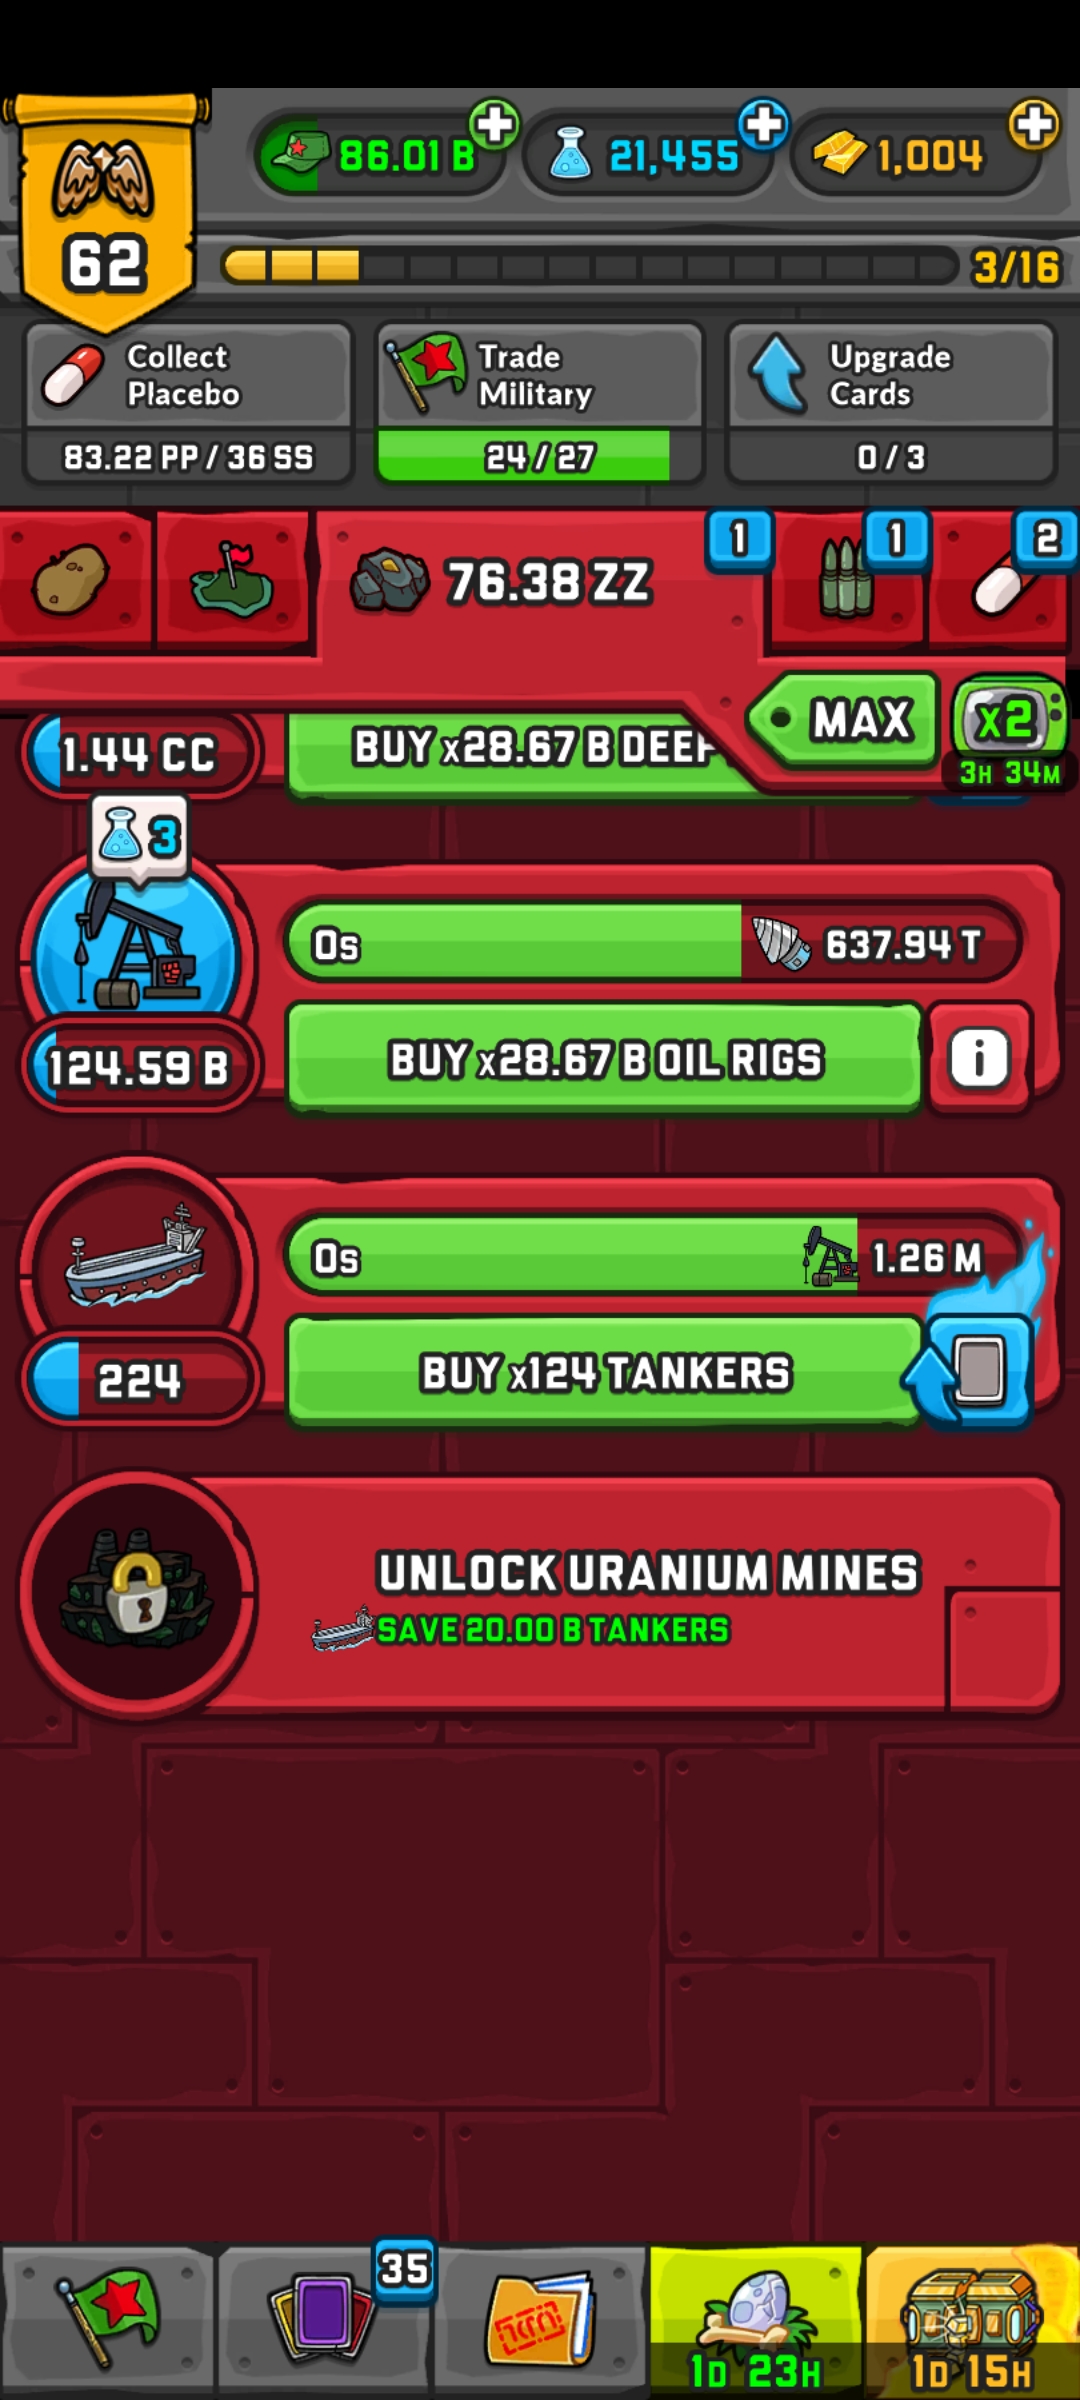 86.01 B
21,455
1,004
62
3/16
Collect
Placebo
83.22 PP / 36 SS
Trade
Military
24 / 27
Upgrade
Cards
0 / 3
76.38 ZZ
1
1
2
MAX
x2
3H 34M
1.44 CC
BUY x28.67 B DEEP
3
0s
637.94 T
124.59 B
BUY x28.67 B OIL RIGS
i
0s
1.26 M
224
BUY x124 TANKERS
UNLOCK URANIUM MINES
SAVE 20.00 B TANKERS
35
1D 23H
1D 15H